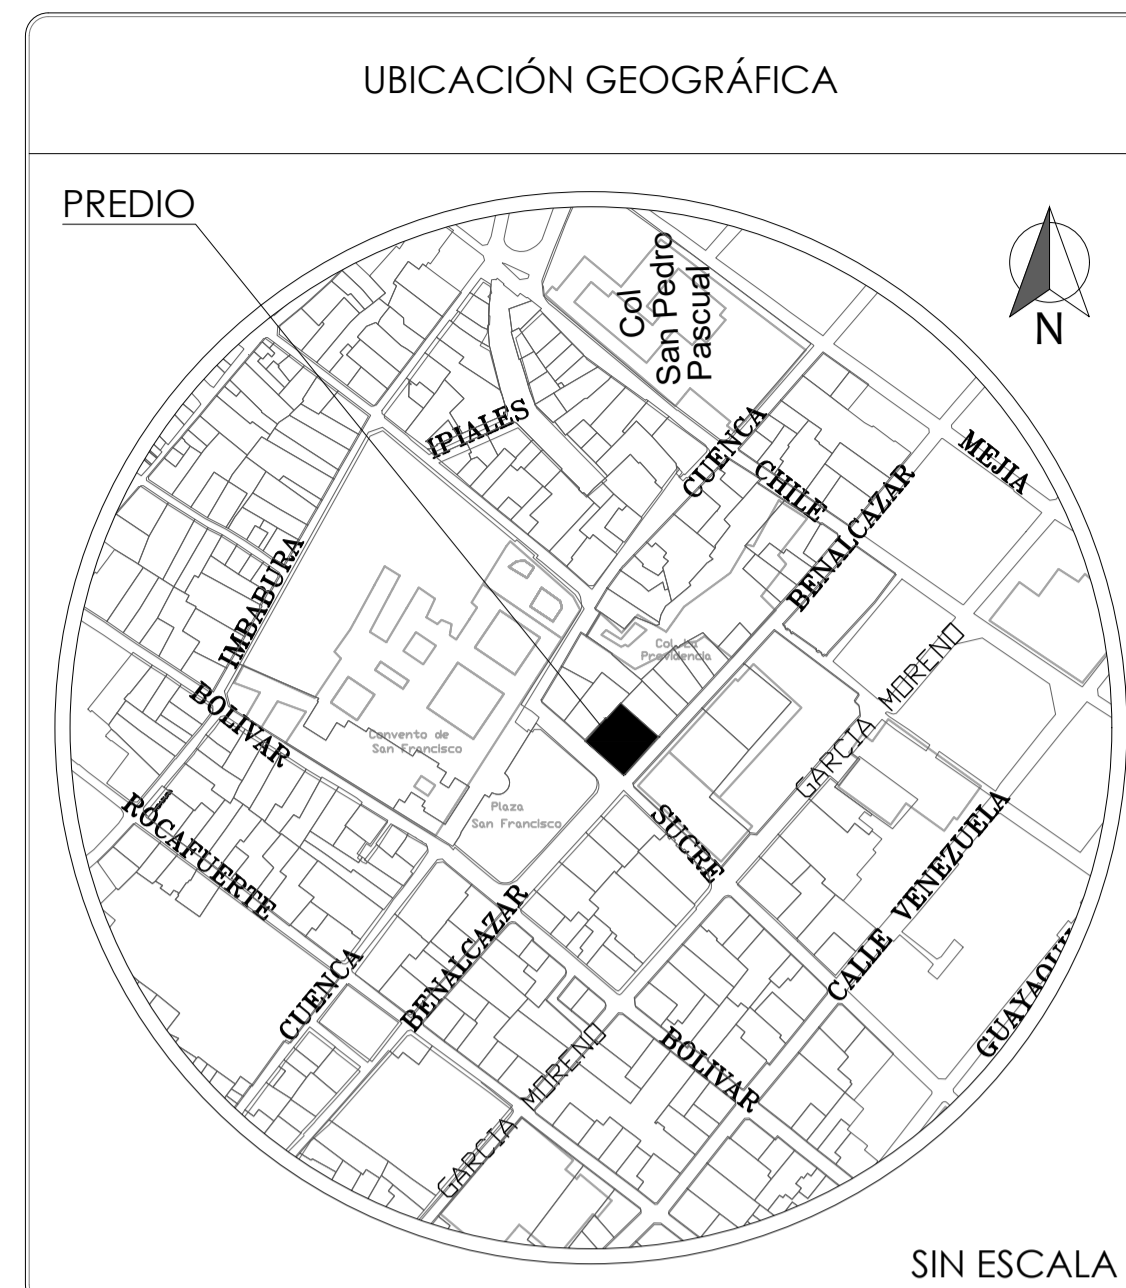 UBICACIÓN GEOGRÁFICA
PREDIO
N
Col
San Pedro
Pascual
IPIALES
CUENCA
CHILE
MEJIA
BENALCAZAR
IMBABURA
Col. La
Providencia
GARCIA MORENO
BOLIVAR
Convento de
San Francisco
Plaza
San Francisco
ROCAFUERTE
SUCRE
CALLE VENEZUELA
CUENCA
BENALCAZAR
GARCIA MORENO
BOLIVAR
SIN ESCALA